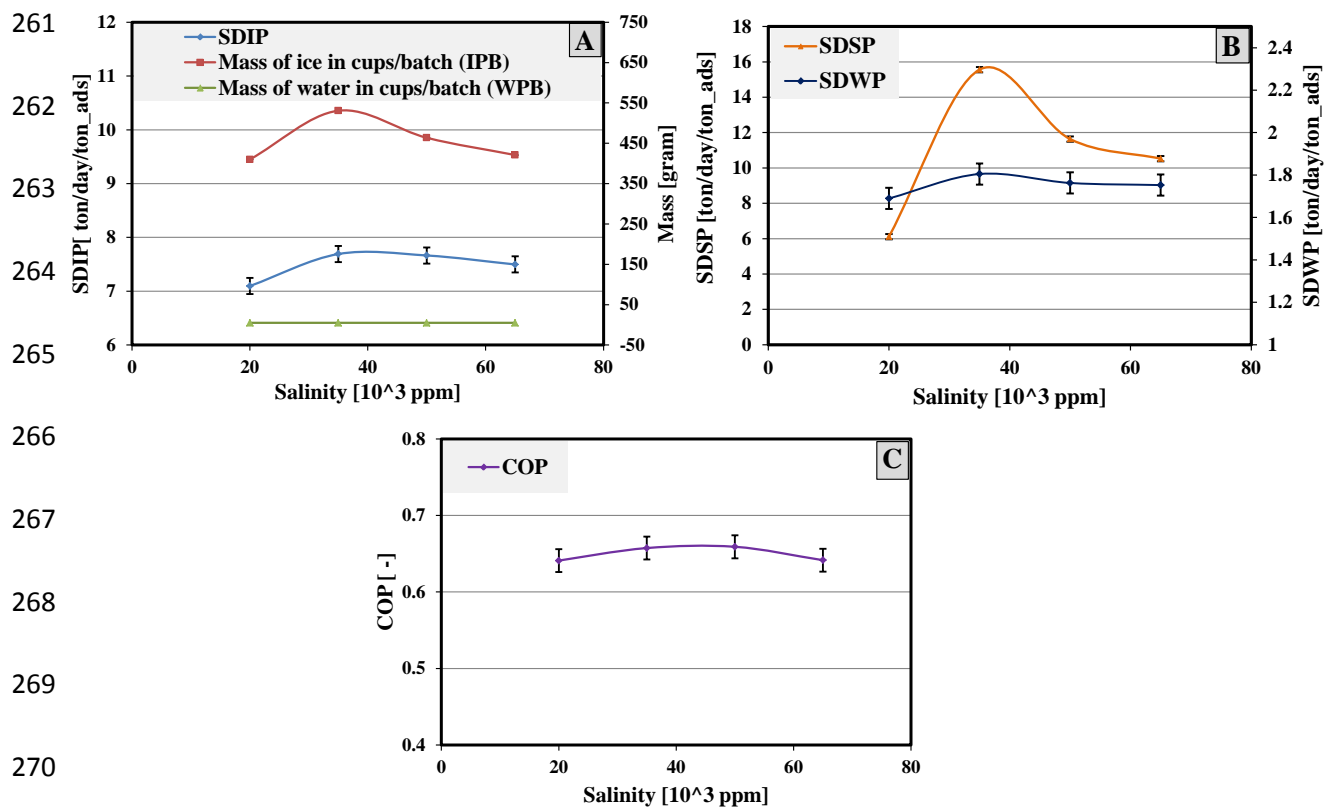 261
262
263
264
265
266
267
268
269
270
A
SDIP
Mass of ice in cups/batch (IPB)
Mass of water in cups/batch (WPB)
SDIP[ ton/day/ton_ads]
12
11
10
9
8
7
6
Mass [gram]
750
650
550
450
350
250
150
50
-50
0 20 40 60 80
Salinity [10^3 ppm]
B
SDSP
SDWP
SDSP [ton/day/ton_ads]
18
16
14
12
10
8
6
4
2
0
SDWP [ton/day/ton_ads]
2.4
2.2
2
1.8
1.6
1.4
1.2
1
0 20 40 60 80
Salinity [10^3 ppm]
C
COP
COP[ -]
0.8
0.7
0.6
0.5
0.4
0 20 40 60 80
Salinity [10^3 ppm]